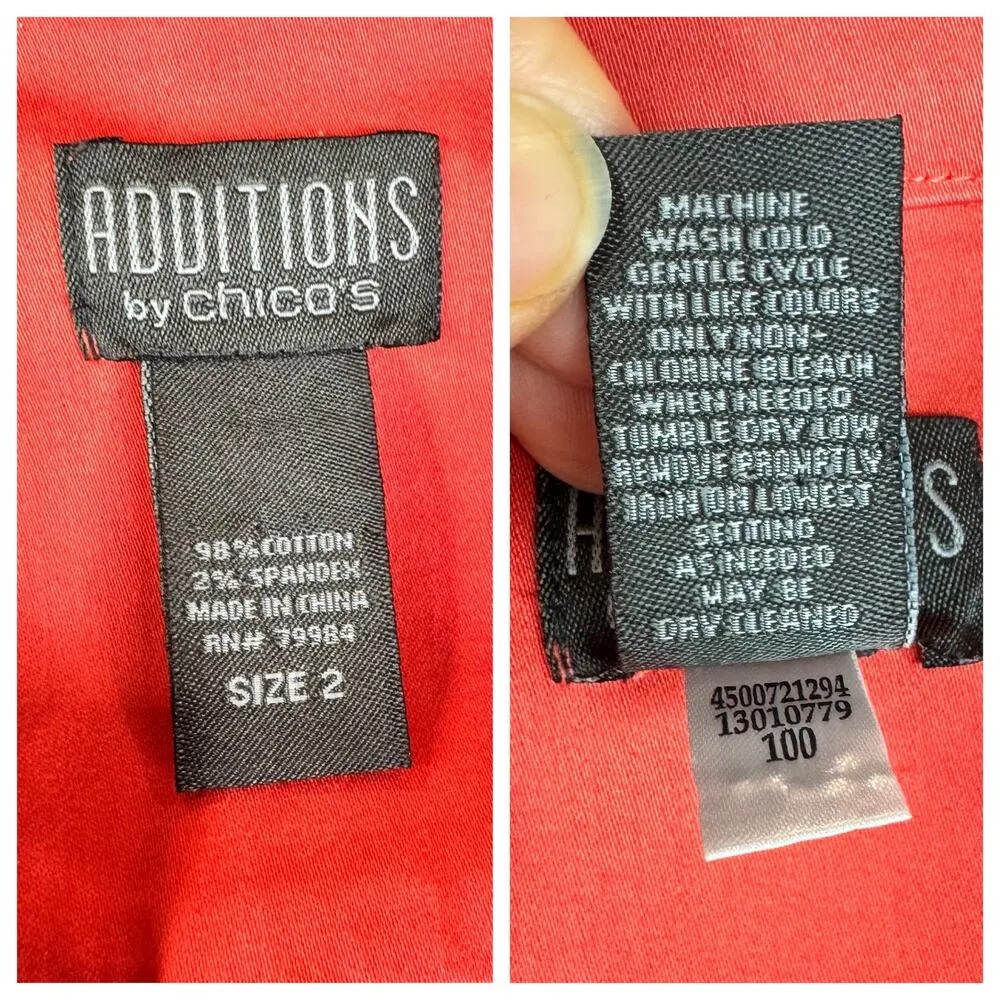 ADDITIONS
by chico's
98% COTTON
2% SPANDEX
MADE IN CHINA
RN# 79984
SIZE 2
MACHINE
WASH COLD
GENTLE CYCLE
WITH LIKE COLORS
ONLY NON-
CHLORINE BLEACH
WHEN NEEDED
TUMBLE DRY LOW
REMOVE PROMPTLY
IRON ON LOWEST
SETTING
AS NEEDED
MAY BE
DRY CLEANED
A S
4500721294
13010779
100